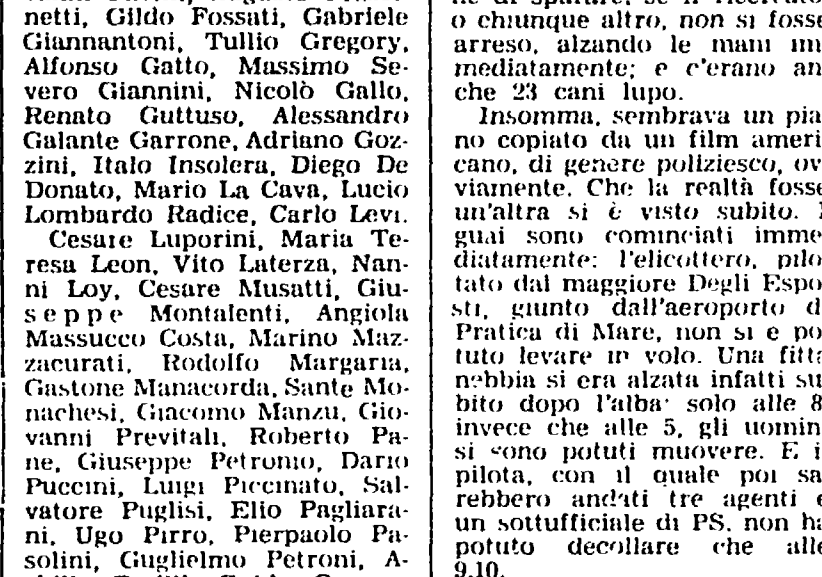 netti, Gildo Fossati, Gabriele
Giannantoni, Tullio Gregory,
Alfonso Gatto, Massimo Se-
vero Giannini, Nicolò Gallo,
Renato Guttuso, Alessandro
Galante Garrone, Adriano Goz-
zini, Italo Insolera, Diego De
Donato, Mario La Cava, Lucio
Lombardo Radice, Carlo Levi.
Cesare Luporini, Maria Te-
resa Leon, Vito Laterza, Nan-
ni Loy, Cesare Musatti, Giu-
seppe Montalenti, Angiola
Massucco Costa, Marino Maz-
zacurati, Rodolfo Margaria,
Gastone Manacorda, Sante Mo-
nachesi, Giacomo Manzu, Gio-
vanni Previtali, Roberto Pa-
ne, Giuseppe Petronio, Dario
Puccini, Luigi Piccinato, Sal-
vatore Puglisi, Elio Pagliara-
ni, Ugo Pirro, Pierpaolo Pa-
solini, Guglielmo Petroni, A-
o chiunque altro, non si fosse
arreso, alzando le mani im
mediatamente; e c'erano an
che 23 cani lupo.
Insomma, sembrava un pia
no copiato da un film ameri
cano, di genere poliziesco, ov
viamente. Che la realtà fosse
un'altra si è visto subito. I
guai sono cominciati imme
diatamente: l'elicottero, pilo
tato dal maggiore Degli Espo
sti, giunto dall'aeroporto d
Pratica di Mare, non si e po
tuto levare in volo. Una fitta
nebbia si era alzata infatti su
bito dopo l'alba: solo alle 8
invece che alle 5, gli uomin
si sono potuti muovere. E i
pilota, con il quale poi sa
rebbero andati tre agenti e
un sottufficiale di PS. non ha
potuto decollare che alle
9.10.